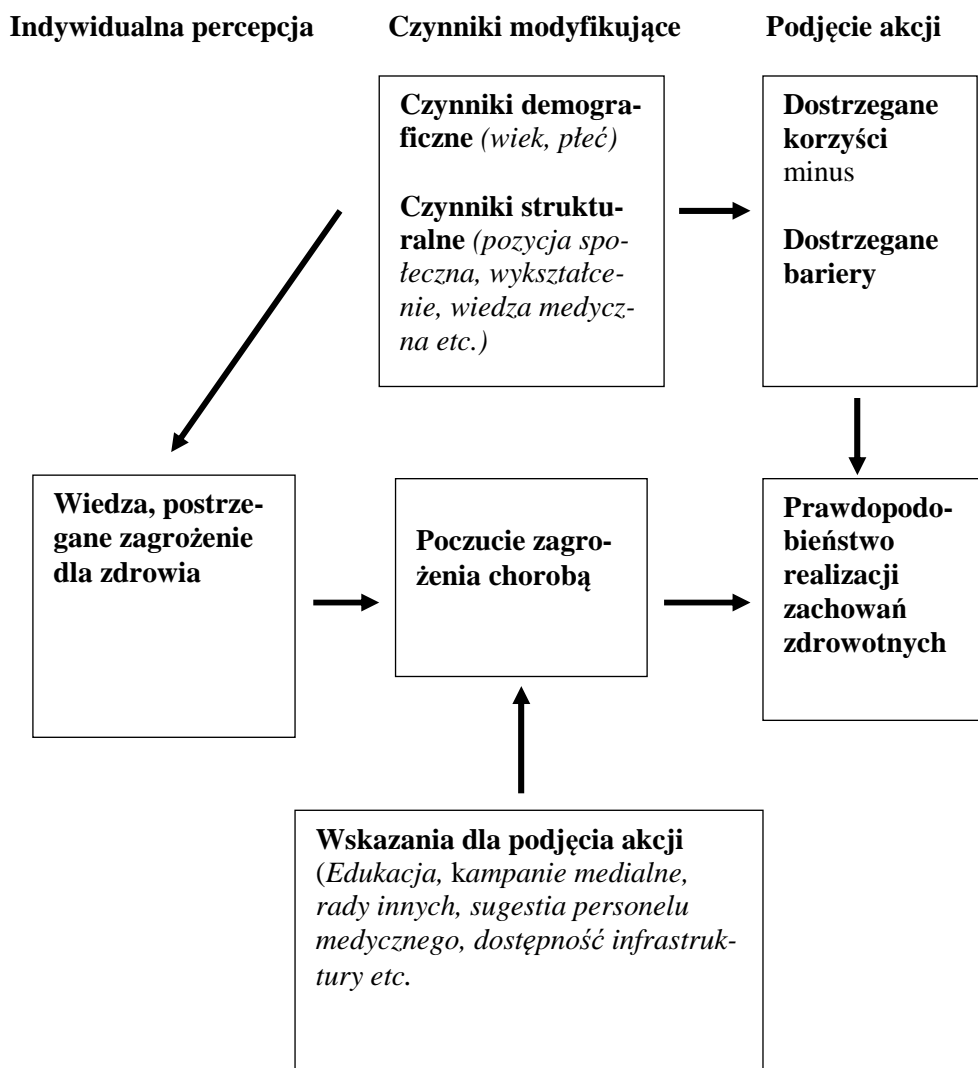 Indywidualna percepcja
Czynniki modyfikujące
Podjęcie akcji
Czynniki demogra-
ficzne (wiek, płeć)
Czynniki struktu-
ralne (pozycja spo-
łeczna, wykształce-
nie, wiedza medycz-
na etc.)
Dostrzegane
korzyści
minus
Dostrzegane
bariery
Wiedza, postrze-
gane zagrożenie
dla zdrowia
Poczucie zagro-
żenia chorobą
Prawdopodo-
bieństwo
realizacji
zachowań
zdrowotnych
Wskazania dla podjęcia akcji
(Edukacja, kampanie medialne,
rady innych, sugestia personelu
medycznego, dostępność infrastruk-
tury etc.